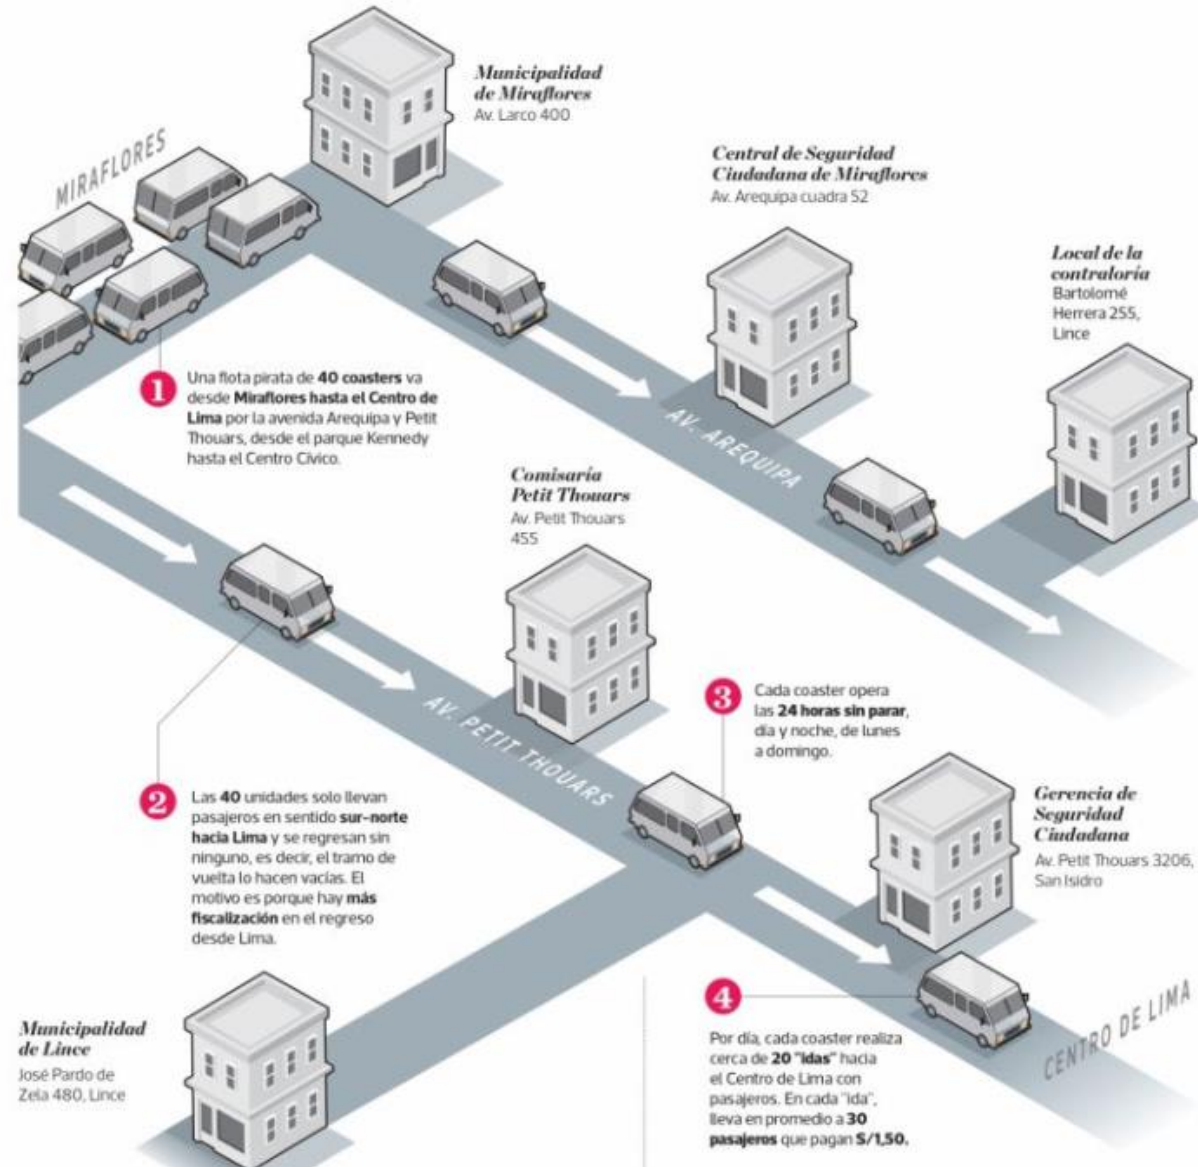 Municipalidad
de Miraflores
Av. Larco 400
MIRAFLORES
Central de Seguridad
Ciudadana de Miraflores
Av. Arequipa cuadra 52
Local de la
contraloría
Bartolomé
Herrera 255,
Lince
1
Una flota pirata de 40 coasters va
desde Miraflores hasta el Centro de
Lima por la avenida Arequipa y Petit
Thouars, desde el parque Kennedy
hasta el Centro Cívico.
AV. AREQUIPA
Comisaría
Petit Thouars
Av. Petit Thouars
455
AV. PETIT THOUARS
3
Cada coaster opera
las 24 horas sin parar,
día y noche, de lunes
a domingo.
2
Las 40 unidades solo llevan
pasajeros en sentido sur-norte
hacia Lima y se regresan sin
ninguno, es decir, el tramo de
vuelta lo hacen vacías. El
motivo es porque hay más
fiscalización en el regreso
desde Lima.
Gerencia de
Seguridad
Ciudadana
Av. Petit Thouars 3206,
San Isidro
Municipalidad
de Lince
José Pardo de
Zela 480, Lince
4
Por día, cada coaster realiza
cerca de 20 "idas" hacia
el Centro de Lima con
pasajeros. En cada "ida",
lleva en promedio a 30
pasajeros que pagan S/1,50.
CENTRO DE LIMA